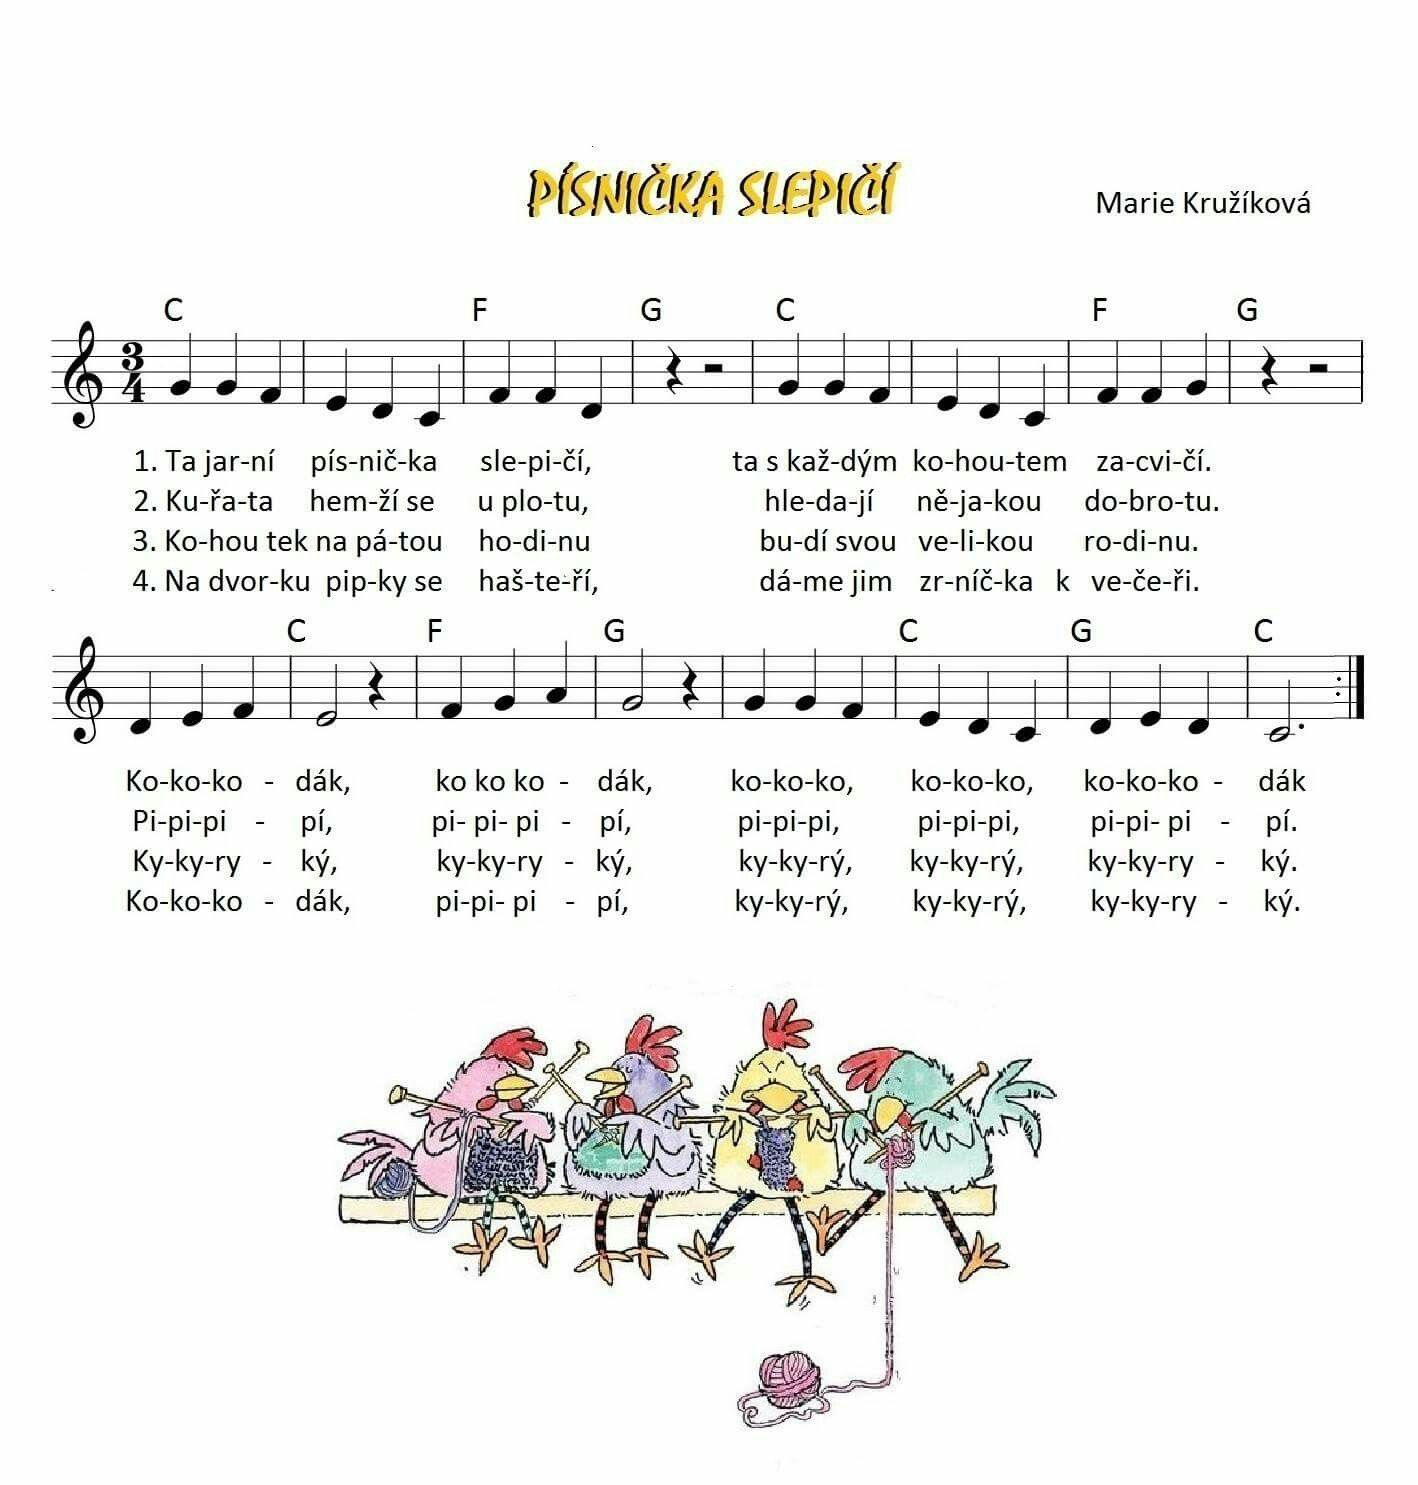 PÍSNIČKA SLEPIČÍ
Marie Kružíková
C F G C F G
3
4
1. Ta jar-ní pís-nič-ka sle-pi-čí, ta s kaž-dým ko-hou-tem za-cvi-čí.
2. Ku-řa-ta hem-ží se u plo-tu, hle-da-jí ně-ja-kou do-bro-tu.
3. Ko-hou tek na pá-tou ho-di-nu bu-dí svou ve-li-kou ro-di-nu.
4. Na dvor-ku pip-ky se haš-te-ří, dá-me jim zr-níč-ka k ve-če-ři.
C F G C G C
Ko-ko-ko - dák, ko ko ko - dák, ko-ko-ko, ko-ko-ko, ko-ko-ko - dák
Pi-pi-pi - pí, pi- pi- pi - pí, pi-pi-pi, pi-pi-pi, pi-pi- pi - pí.
Ky-ky-ry - ký, ky-ky-ry - ký, ky-ky-rý, ky-ky-rý, ky-ky-ry - ký.
Ko-ko-ko - dák, pi-pi- pi - pí, ky-ky-rý, ky-ky-rý, ky-ky-ry - ký.